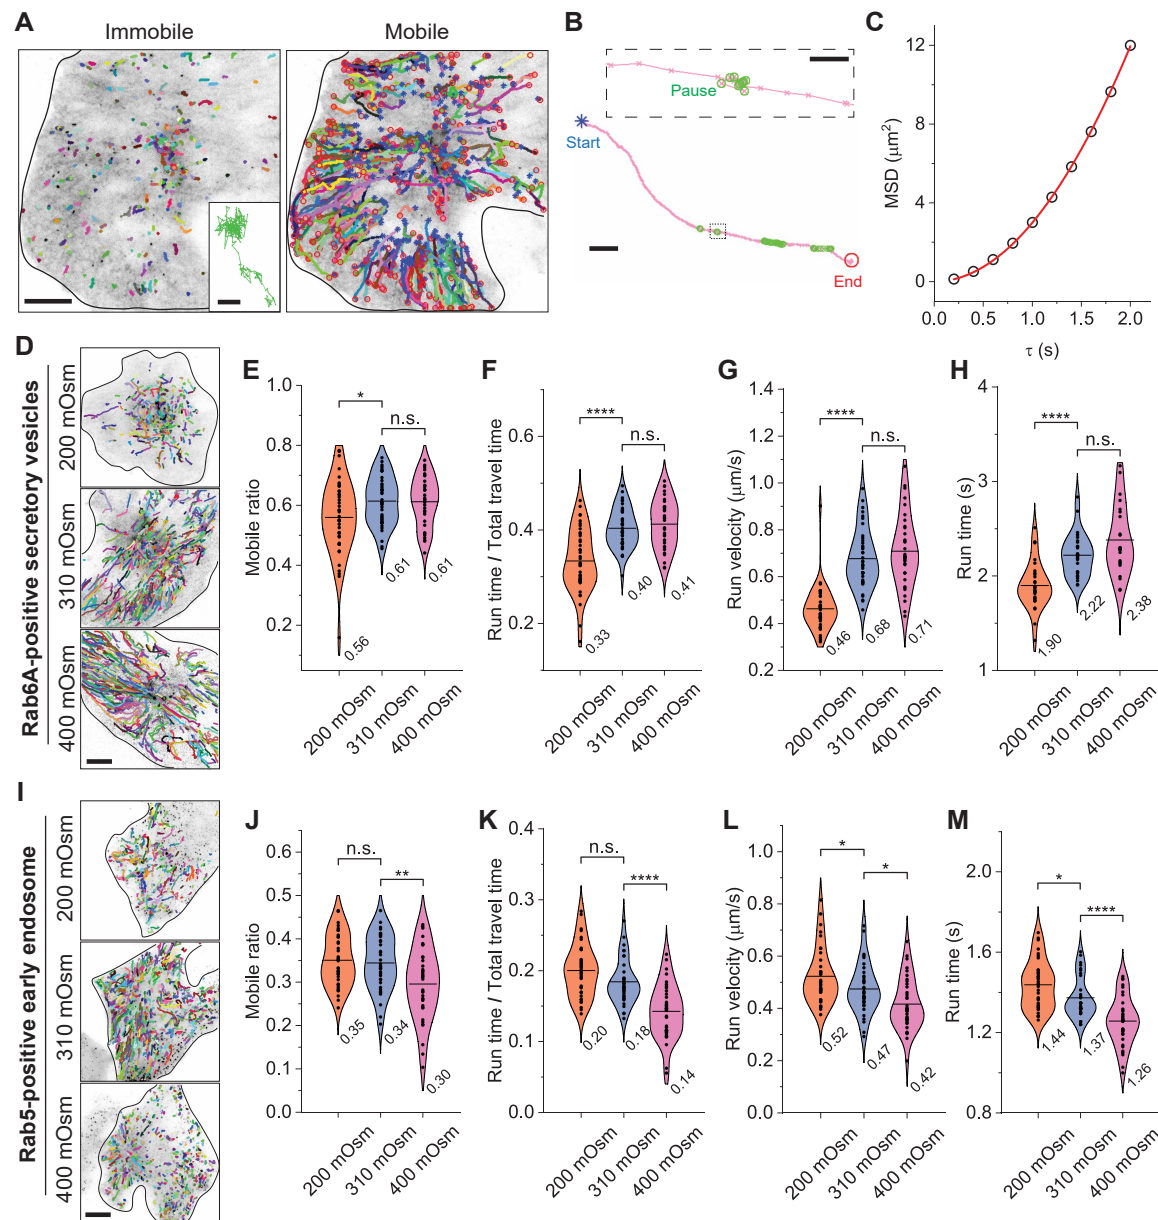 A
Immobile
Mobile
B
Pause
Start
End
C
MSD (μm²)
12
8
4
0
0.0 0.5 1.0 1.5 2.0
τ (s)
D
Rab6A-positive secretory vesicles
200 mOsm
310 mOsm
400 mOsm
E
Mobile ratio
1.0
0.8
0.6
0.4
0.2
*
n.s.
0.56
0.61
0.61
200 mOsm
310 mOsm
400 mOsm
F
Run time / Total travel time
0.6
0.4
0.2
****
n.s.
0.33
0.40
0.41
200 mOsm
310 mOsm
400 mOsm
G
Run velocity (μm/s)
1.4
1.2
1.0
0.8
0.6
0.4
0.2
****
n.s.
0.46
0.68
0.71
200 mOsm
310 mOsm
400 mOsm
H
Run time (s)
4
3
2
1
****
n.s.
1.90
2.22
2.38
200 mOsm
310 mOsm
400 mOsm
I
Rab5-positive early endosome
200 mOsm
310 mOsm
400 mOsm
J
Mobile ratio
0.6
0.5
0.4
0.3
0.2
0.1
0.0
n.s.
**
0.35
0.34
0.30
200 mOsm
310 mOsm
400 mOsm
K
Run time / Total travel time
0.4
0.3
0.2
0.1
0.0
n.s.
****
0.20
0.18
0.14
200 mOsm
310 mOsm
400 mOsm
L
Run velocity (μm/s)
1.0
0.8
0.6
0.4
0.2
0.0
*
*
0.52
0.47
0.42
200 mOsm
310 mOsm
400 mOsm
M
Run time (s)
2.0
1.6
1.2
0.8
*
****
1.44
1.37
1.26
200 mOsm
310 mOsm
400 mOsm